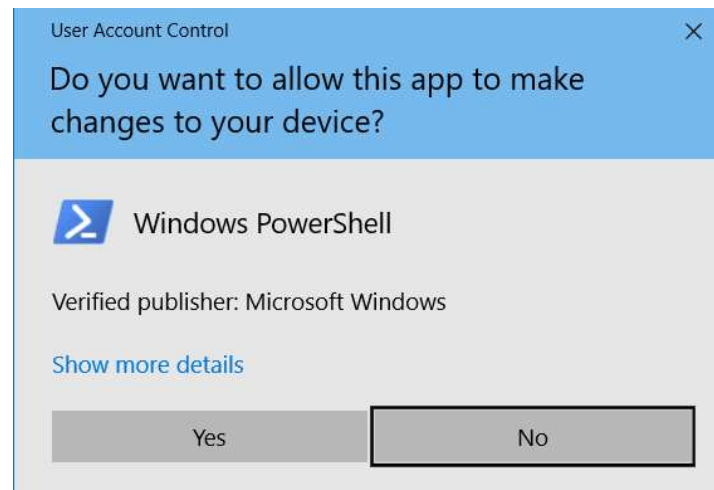 User Account Control
Do you want to allow this app to make
changes to your device?
Windows PowerShell
Verified publisher: Microsoft Windows
Show more details
Yes
No